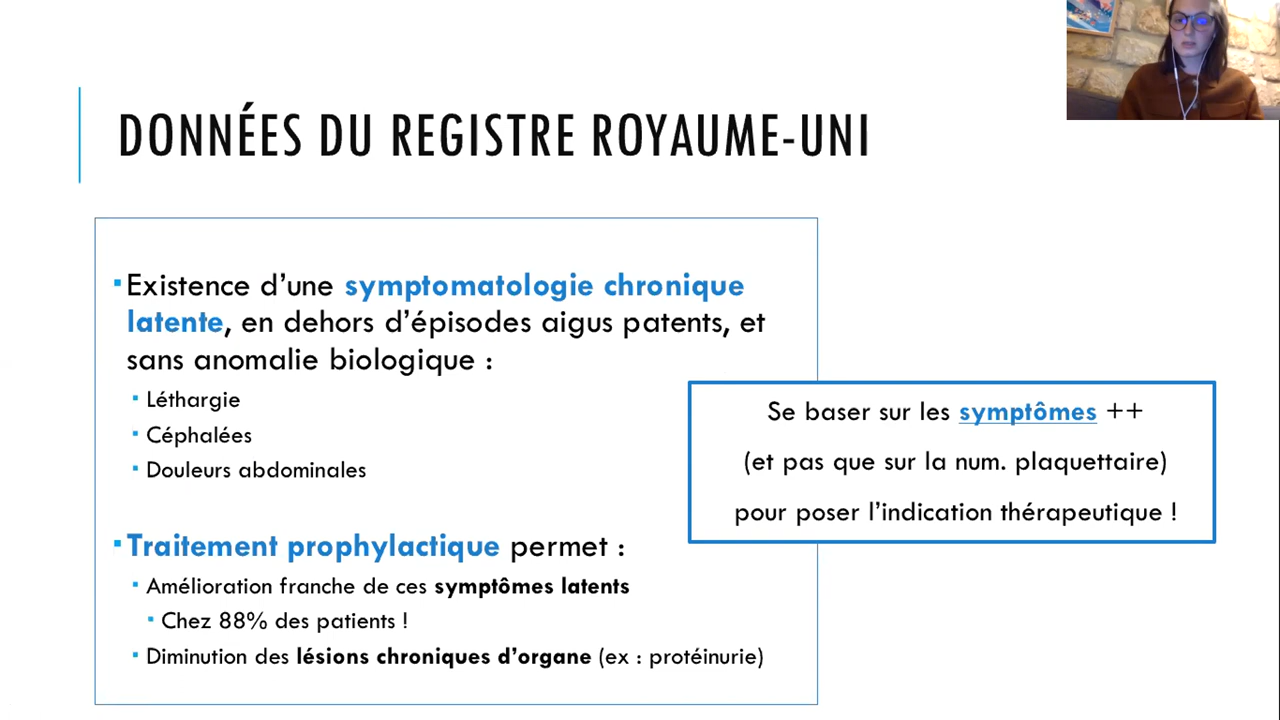 DONNÉES DU REGISTRE ROYAUME-UNI
▪Existence d’une symptomatologie chronique
latente, en dehors d’épisodes aigus patents, et
sans anomalie biologique :
▪ Léthargie
▪ Céphalées
▪ Douleurs abdominales
Se baser sur les symptômes ++
(et pas que sur la num. plaquettaire)
pour poser l’indication thérapeutique !
▪Traitement prophylactique permet :
▪ Amélioration franche de ces symptômes latents
▪ Chez 88% des patients !
▪ Diminution des lésions chroniques d’organe (ex : protéinurie)